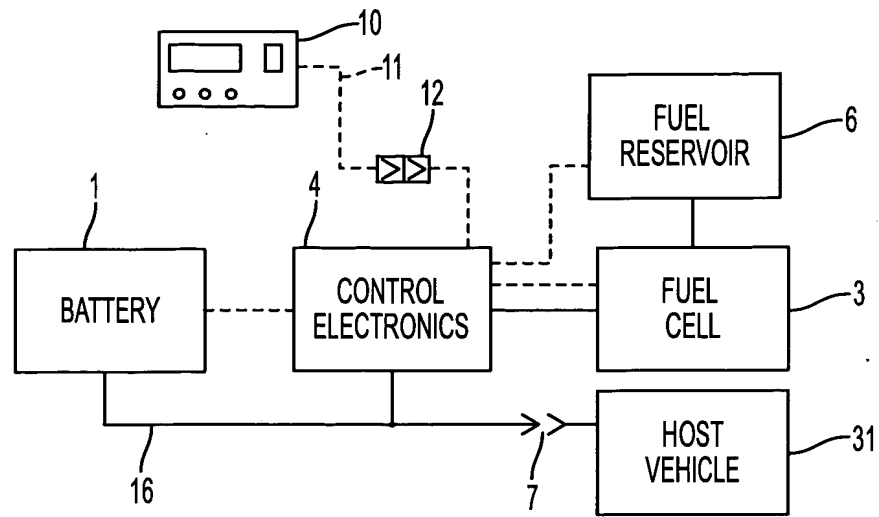 10
11
12
FUEL
RESERVOIR
6
1
4
BATTERY
CONTROL
ELECTRONICS
FUEL
CELL
3
16
7
HOST
VEHICLE
31